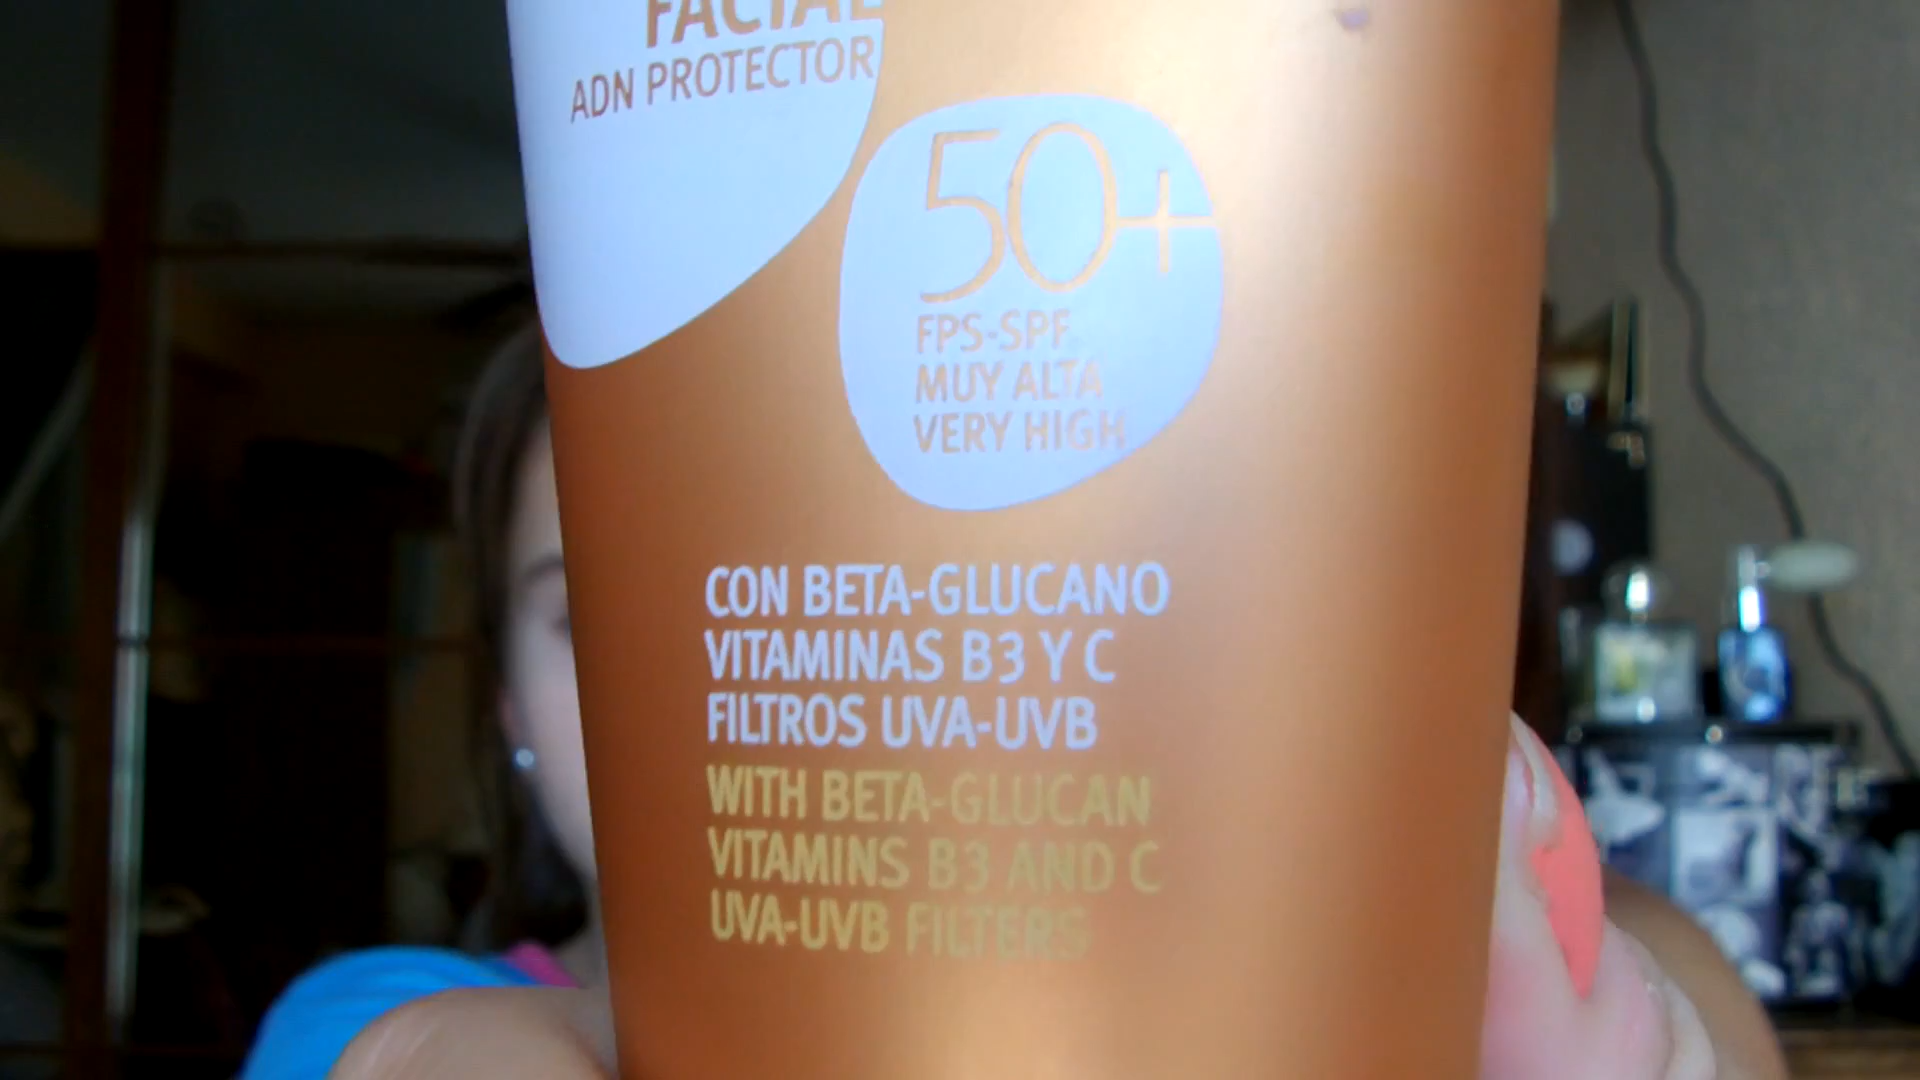 FACIAL
ADN PROTECTOR
50+
FPS-SPF
MUY ALTA
VERY HIGH
CON BETA-GLUCANO
VITAMINAS B3 Y C
FILTROS UVA-UVB
WITH BETA-GLUCAN
VITAMINS B3 AND C
UVA-UVB FILTERS